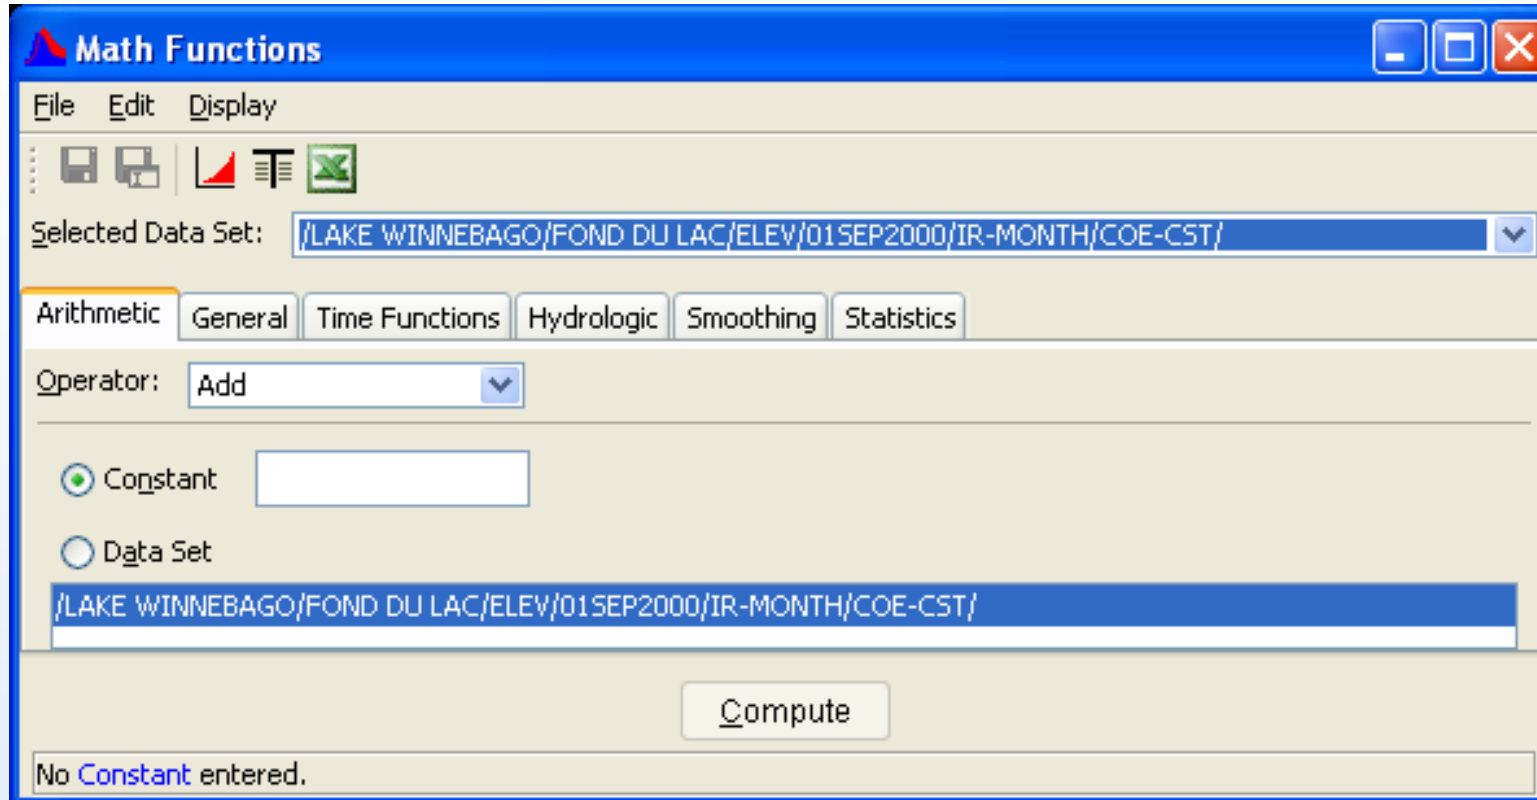 Math Functions
File Edit Display
Selected Data Set: /LAKE WINNEBAGO/FOND DU LAC/ELEV/01SEP2000/IR-MONTH/COE-CST/
Arithmetic General Time Functions Hydrologic Smoothing Statistics
Operator: Add
Constant
Data Set
/LAKE WINNEBAGO/FOND DU LAC/ELEV/01SEP2000/IR-MONTH/COE-CST/
Compute
No Constant entered.